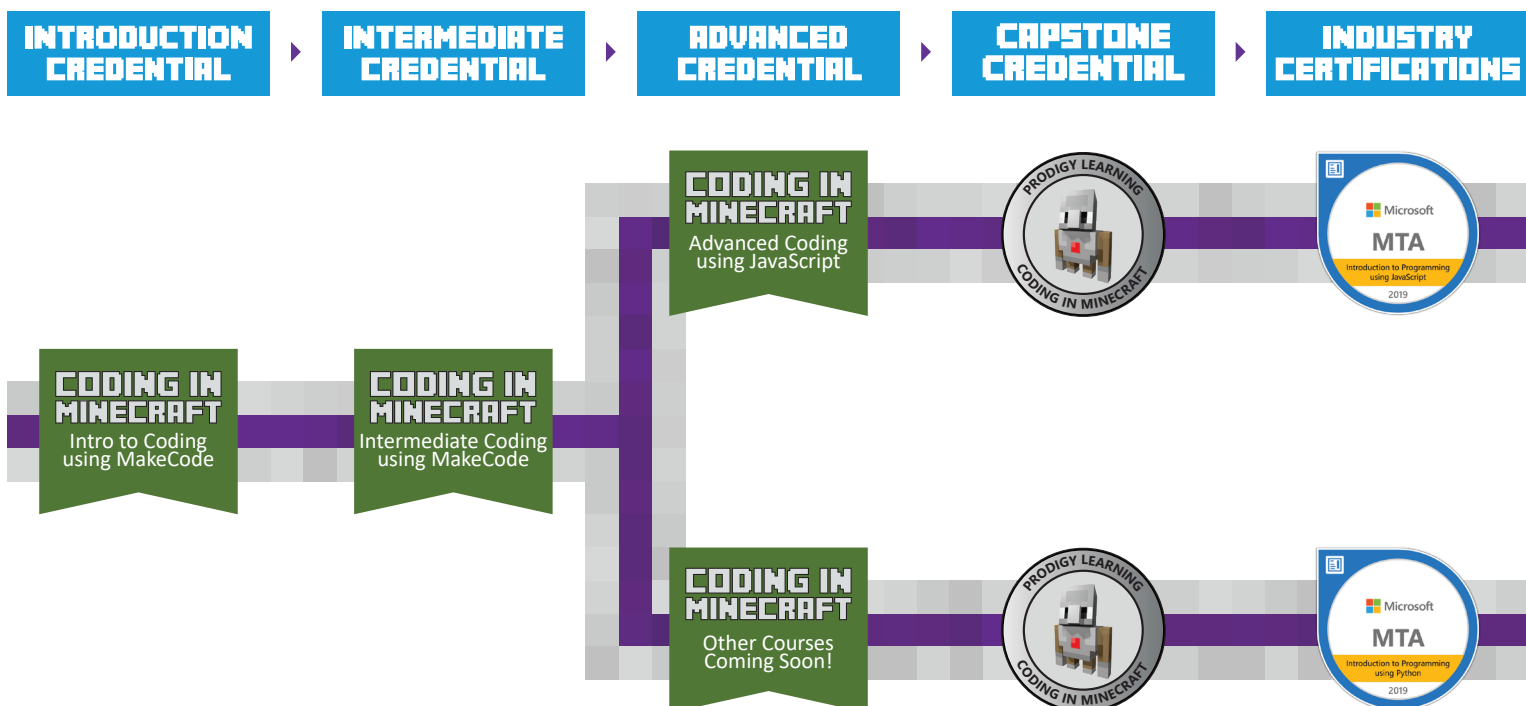 INTRODUCTION
CREDENTIAL
INTERMEDIATE
CREDENTIAL
ADVANCED
CREDENTIAL
CAPSTONE
CREDENTIAL
INDUSTRY
CERTIFICATIONS
CODING IN
MINECRAFT
Advanced Coding
using JavaScript
PRODIGY LEARNING
CODING IN MINECRAFT
Microsoft
MTA
Introduction to Programming
using JavaScript
2019
CODING IN
MINECRAFT
Intro to Coding
using MakeCode
CODING IN
MINECRAFT
Intermediate Coding
using MakeCode
CODING IN
MINECRAFT
Other Courses
Coming Soon!
PRODIGY LEARNING
CODING IN MINECRAFT
Microsoft
MTA
Introduction to Programming
using Python
2019